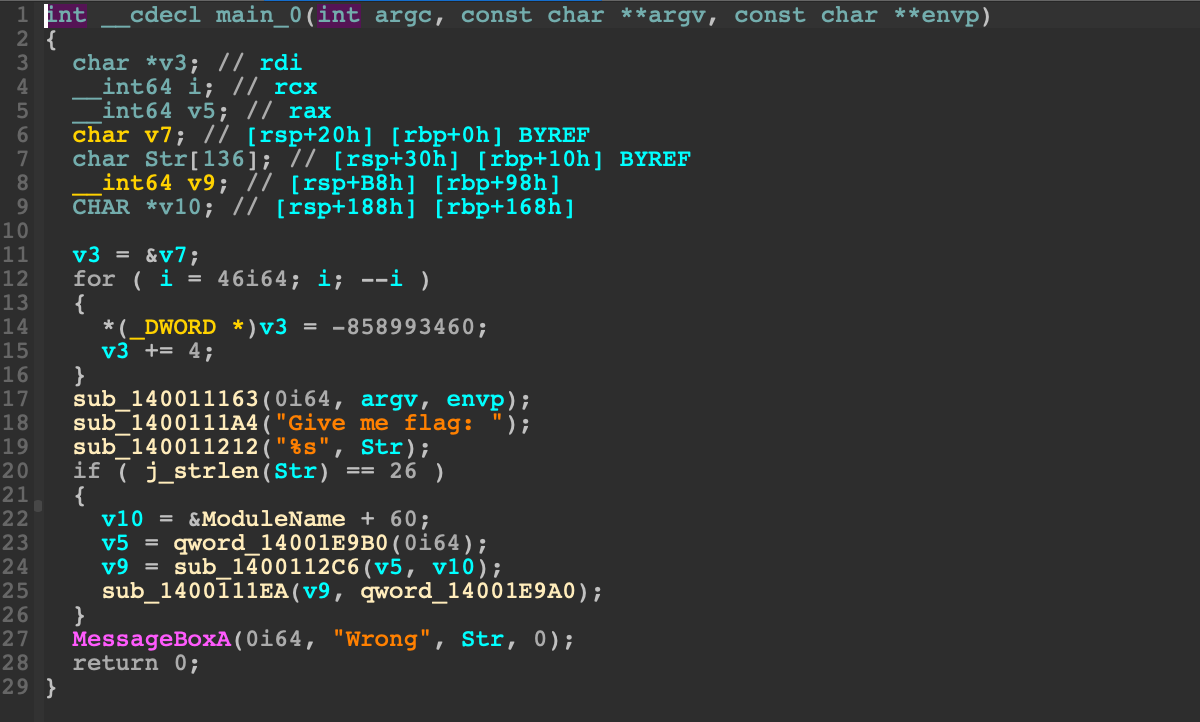 1 int __cdecl main_0(int argc, const char **argv, const char **envp)
2 {
3   char *v3; // rdi
4   __int64 i; // rcx
5   __int64 v5; // rax
6   char v7; // [rsp+20h] [rbp+0h] BYREF
7   char Str[136]; // [rsp+30h] [rbp+10h] BYREF
8   __int64 v9; // [rsp+B8h] [rbp+98h]
9   CHAR *v10; // [rsp+188h] [rbp+168h]
10
11   v3 = &v7;
12   for ( i = 46i64; i; --i )
13   {
14     *(_DWORD *)v3 = -858993460;
15     v3 += 4;
16   }
17   sub_140011163(0i64, argv, envp);
18   sub_1400111A4("Give me flag: ");
19   sub_140011212("%s", Str);
20   if ( j_strlen(Str) == 26 )
21   {
22     v10 = &ModuleName + 60;
23     v5 = qword_14001E9B0(0i64);
24     v9 = sub_1400112C6(v5, v10);
25     sub_1400111EA(v9, qword_14001E9A0);
26   }
27   MessageBoxA(0i64, "Wrong", Str, 0);
28   return 0;
29 }